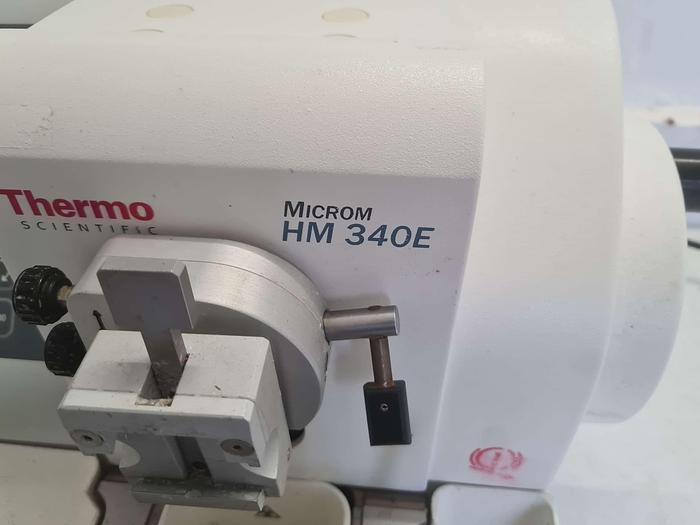 Thermo
SCIENTIFIC
MICROM
HM 340E